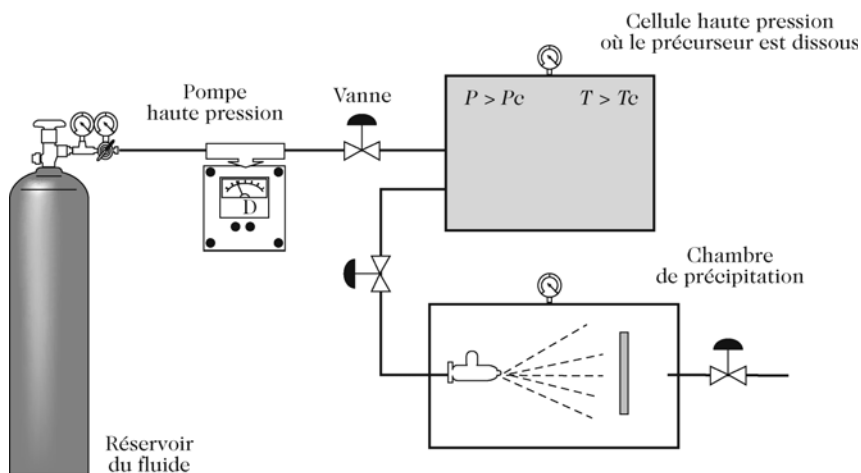 Cellule haute pression
où le précurseur est dissous
Pompe
haute pression
Vanne
P > Pc
T > Tc
D
Chambre
de précipitation
Réservoir
du fluide